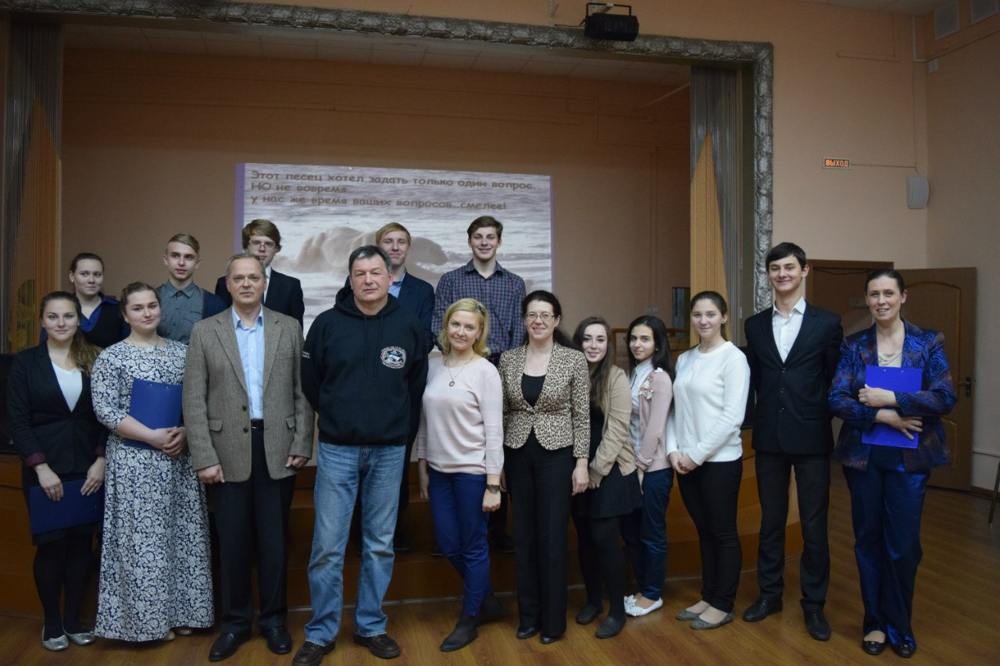 Этот песец хотел задать только один вопрос..
НО не вовремя
у нас же время ваших вопросов...смелее!
ВЫХОД